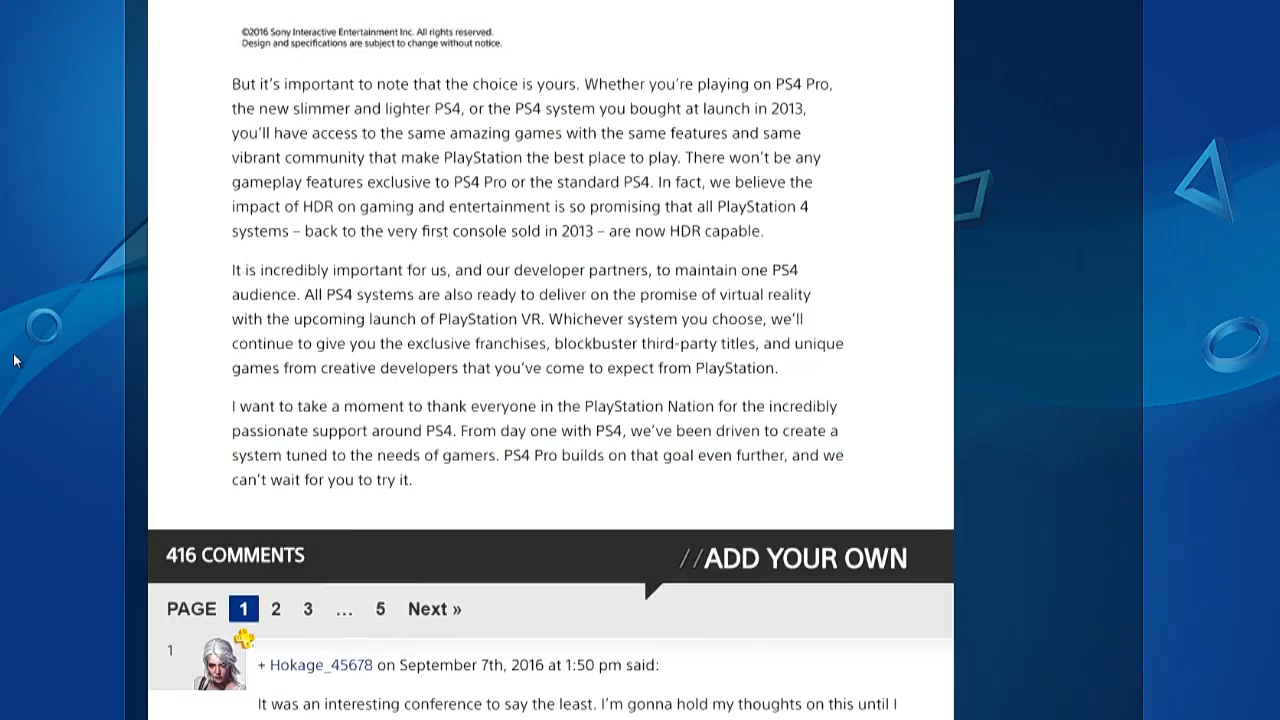 ©2016 Sony Interactive Entertainment Inc. All rights reserved.
Design and specifications are subject to change without notice.
But it's important to note that the choice is yours. Whether you're playing on PS4 Pro,
the new slimmer and lighter PS4, or the PS4 system you bought at launch in 2013,
you'll have access to the same amazing games with the same features and same
vibrant community that make PlayStation the best place to play. There won't be any
gameplay features exclusive to PS4 Pro or the standard PS4. In fact, we believe the
impact of HDR on gaming and entertainment is so promising that all PlayStation 4
systems – back to the very first console sold in 2013 – are now HDR capable.
It is incredibly important for us, and our developer partners, to maintain one PS4
audience. All PS4 systems are also ready to deliver on the promise of virtual reality
with the upcoming launch of PlayStation VR. Whichever system you choose, we'll
continue to give you the exclusive franchises, blockbuster third-party titles, and unique
games from creative developers that you've come to expect from PlayStation.
I want to take a moment to thank everyone in the PlayStation Nation for the incredibly
passionate support around PS4. From day one with PS4, we've been driven to create a
system tuned to the needs of gamers. PS4 Pro builds on that goal even further, and we
can't wait for you to try it.
416 COMMENTS //ADD YOUR OWN
PAGE 1 2 3 ... 5 Next »
1
+ Hokage_45678 on September 7th, 2016 at 1:50 pm said:
It was an interesting conference to say the least. I'm gonna hold my thoughts on this until I